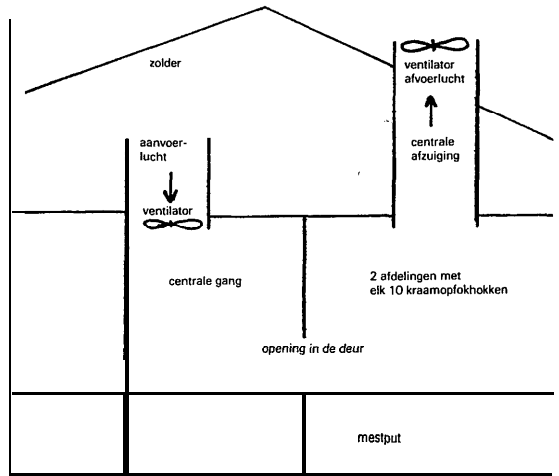 zolder
ventilator
afvoerlucht
centrale
afzuiging
aanvoer-
lucht
ventilator
centrale gang
2 afdelingen met
elk 10 kraamopfokhokken
opening in de deur
mestput